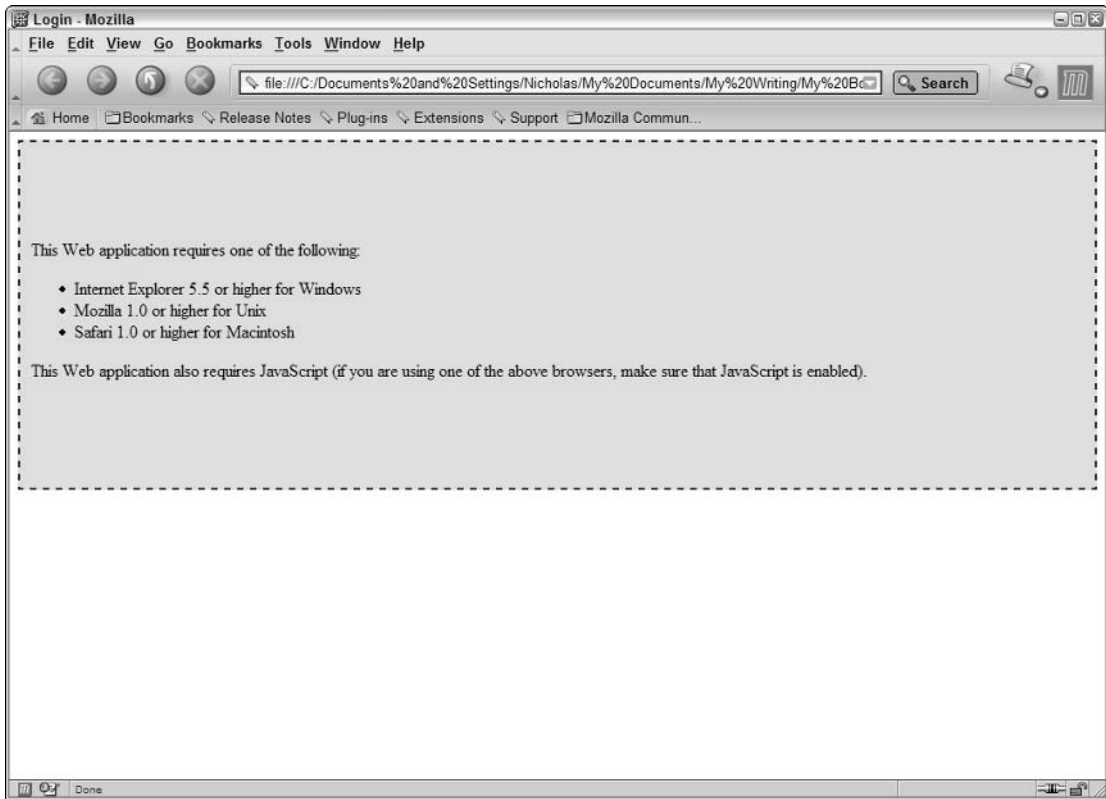 Login - Mozilla
File Edit View Go Bookmarks Tools Window Help
file:///C:/Documents%20and%20Settings/Nicholas/My%20Documents/My%20Writing/My%20Bo Search
Home Bookmarks Release Notes Plug-ins Extensions Support Mozilla Commun...
This Web application requires one of the following:
• Internet Explorer 5.5 or higher for Windows
• Mozilla 1.0 or higher for Unix
• Safari 1.0 or higher for Macintosh
This Web application also requires JavaScript (if you are using one of the above browsers, make sure that JavaScript is enabled).
Done